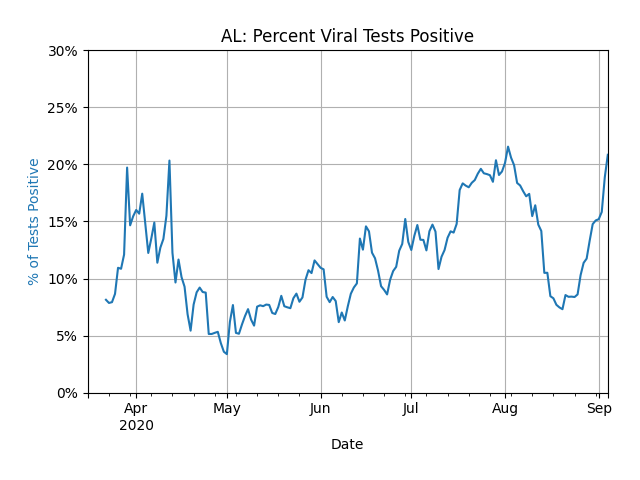 AL: Percent Viral Tests Positive
30%
25%
20%
15%
10%
5%
0%
% of Tests Positive
Apr
2020
May
Jun
Jul
Aug
Sep
Date